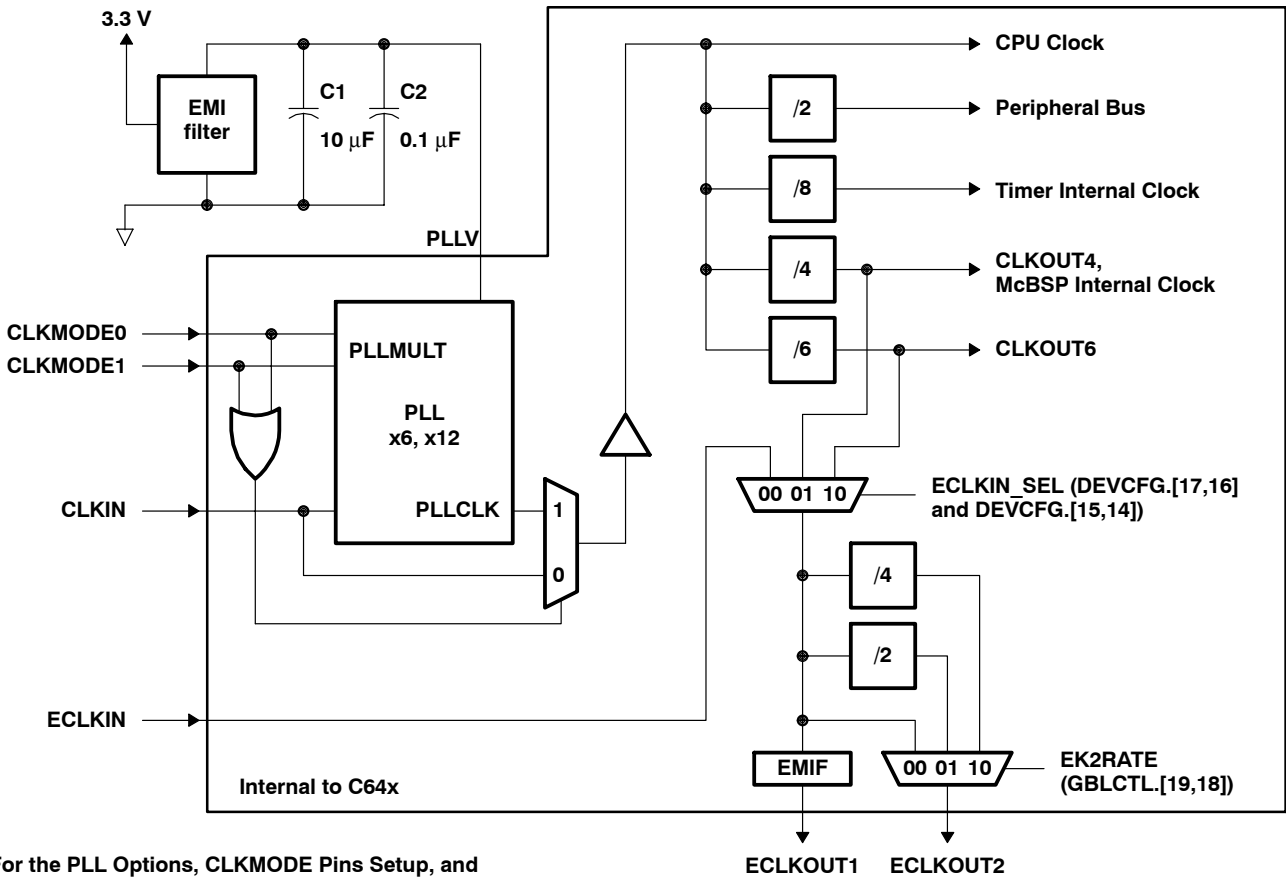 3.3 V
CPU Clock
C1
C2
EMI
filter
/2
Peripheral Bus
10 μF
0.1 μF
/8
Timer Internal Clock
PLLV
/4
CLKOUT4,
McBSP Internal Clock
CLKMODE0
PLLMULT
/6
CLKOUT6
CLKMODE1
PLL
x6, x12
00 01 10
ECLKIN_SEL (DEVCFG.[17,16]
and DEVCFG.[15,14])
CLKIN
PLLCLK
1
0
/4
/2
ECLKIN
EMIF
00 01 10
EK2RATE
(GBLCTL.[19,18])
Internal to C64x
ECLKOUT1
ECLKOUT2
For the PLL Options, CLKMODE Pins Setup, and